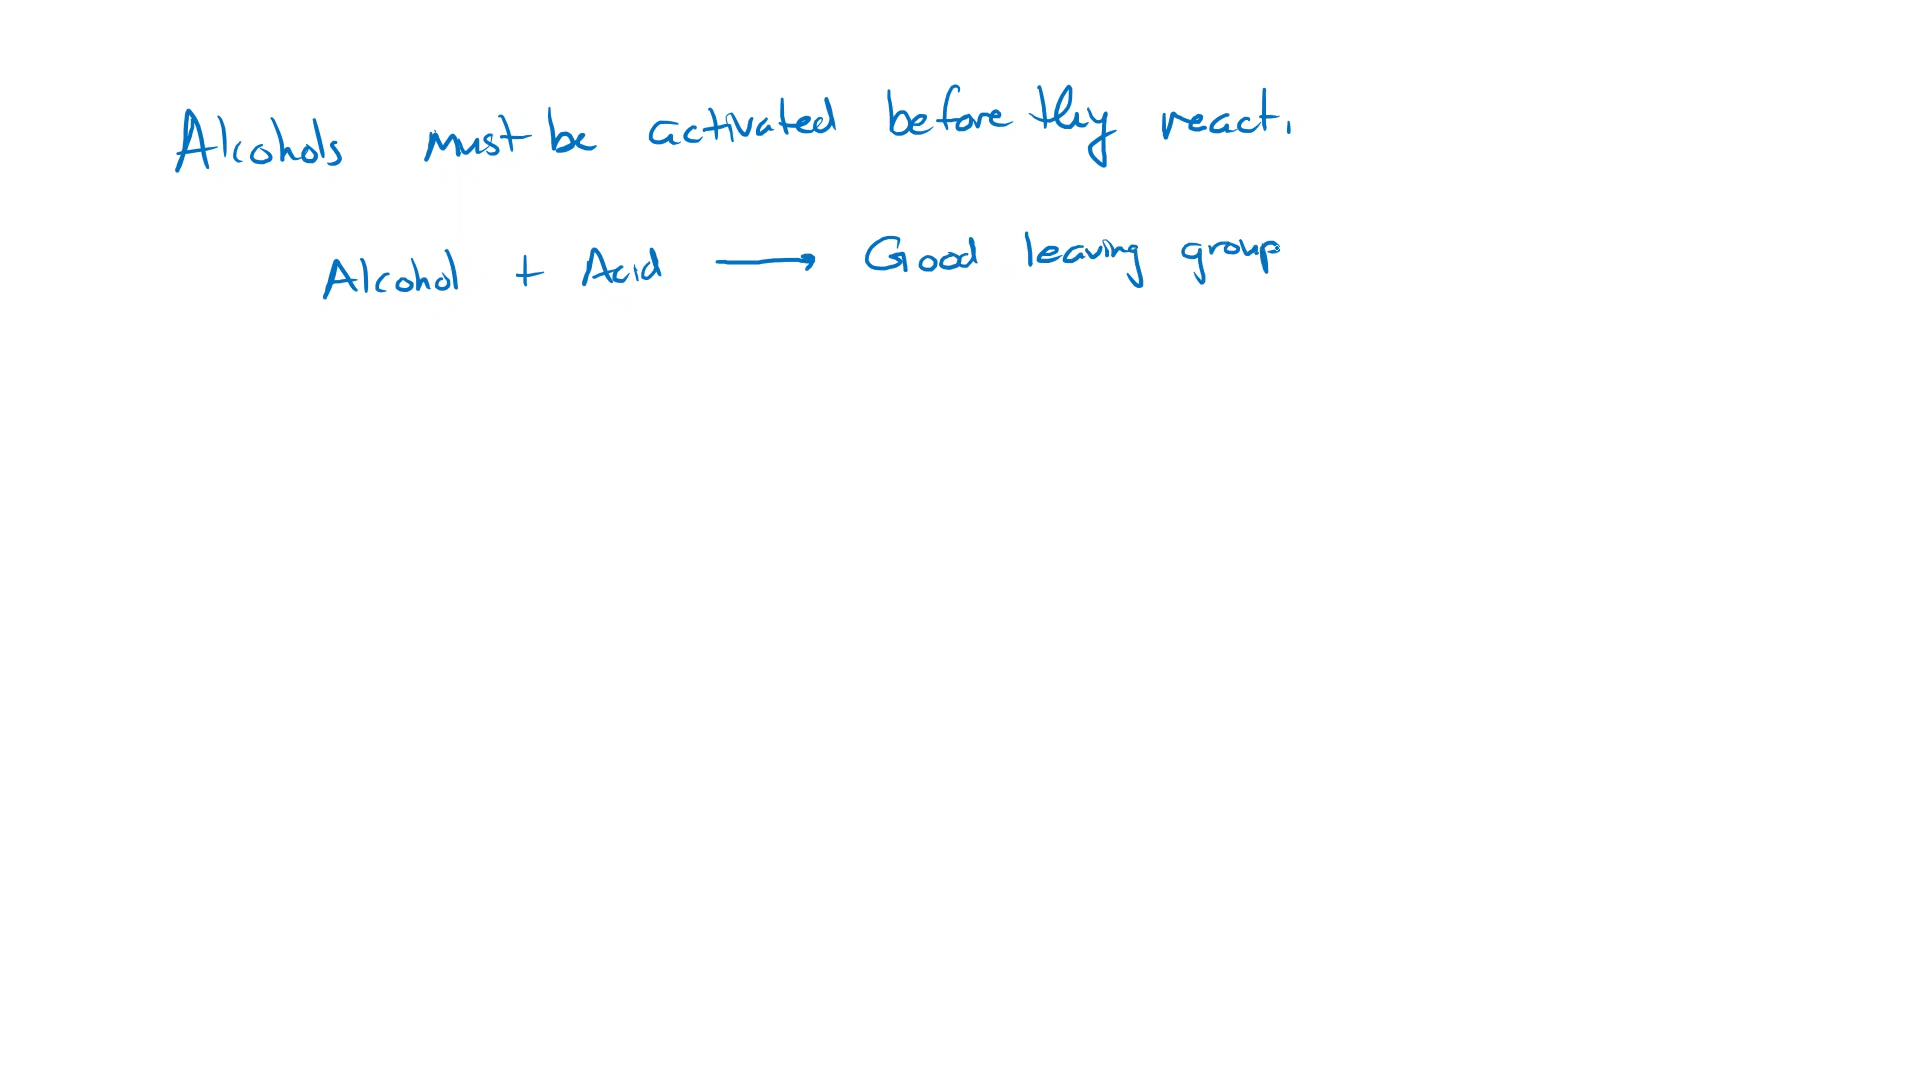 Alcohols must be activated before they react.
Alcohol + Acid ⟶ Good leaving group